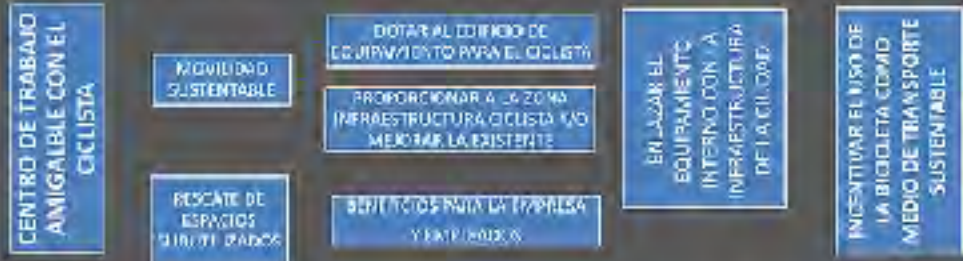 CENTRO DE TRABAJO
AMIGALBLE CON EL
CICLISTA
MOVILIDAD
SUSTENTABLE
RESCATE DE
ESPACIOS
SUBUTILIZADOS
DOTAR AL EDIFICIO DE
EQUIPAMIENTO PARA EL CICLISTA
PROPORCIONAR A LA ZONA
INFRAESTRUCTURA CICLISTA Y/O
MEJORAR LA EXISTENTE
BENEFICIOS PARA LA EMPRESA
Y EMPLEADOS
ENLAZAR EL
EQUIPAMIENTO
INTERNO CON LA
INFRAESTRUCTURA
DE LA CIUDAD
INCENTIVAR EL USO DE
LA BICICLETA COMO
MEDIO DE TRANSPORTE
SUSTENTABLE